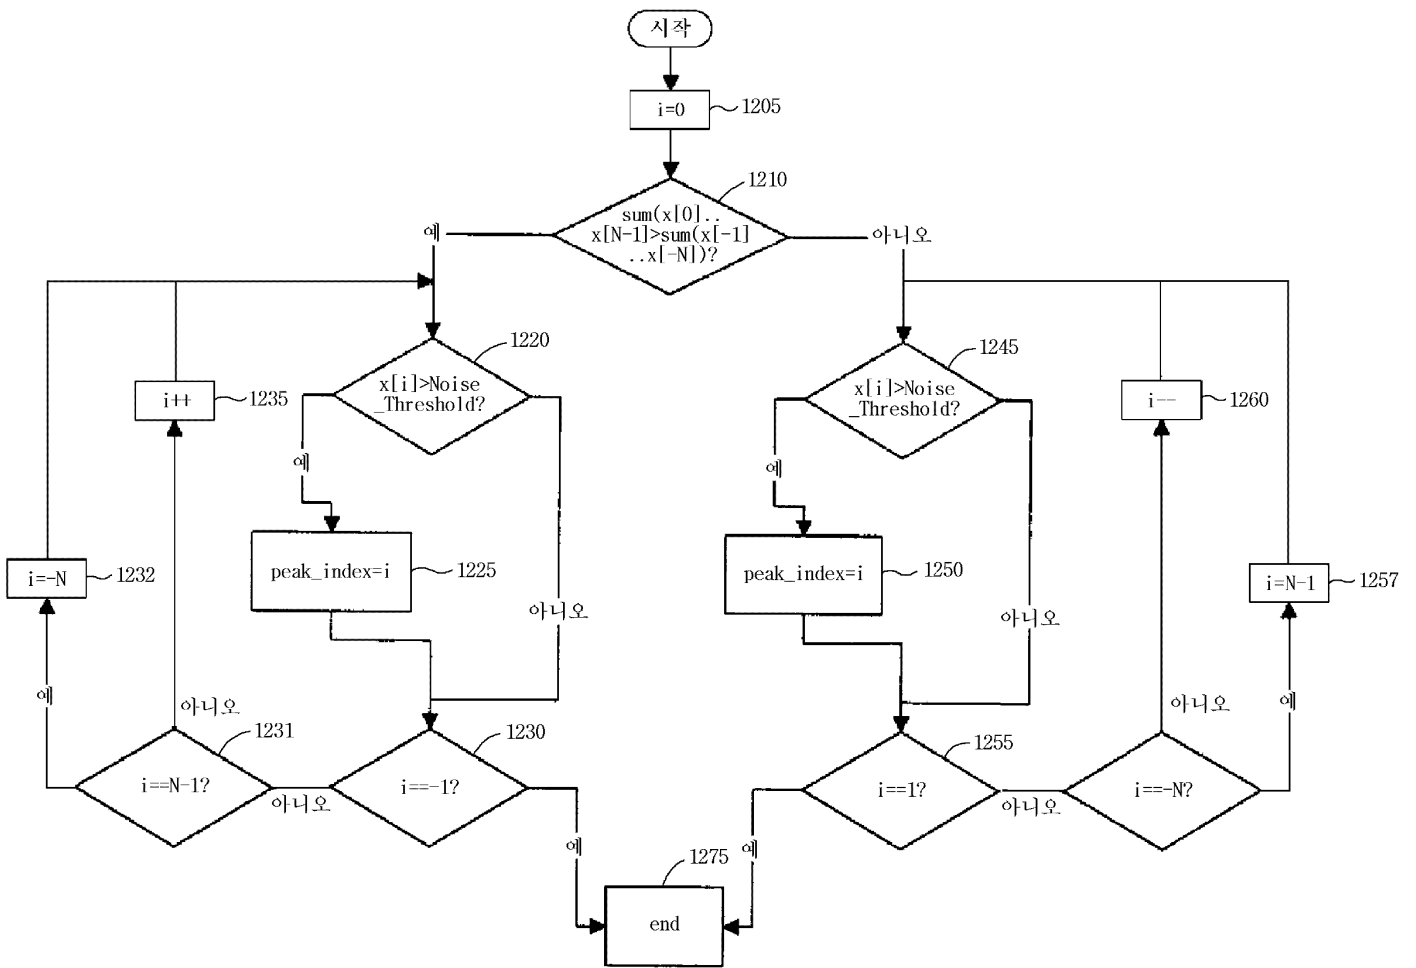 시작
i=0
1205
1210
sum(x[0]..
x[N-1]>sum(x[-1]
..x[-N])?
예
아니오
1220
x[i]>Noise
_Threshold?
1245
x[i]>Noise
_Threshold?
i++
1235
i--
1260
예
예
i=-N
1232
peak_index=i
1225
peak_index=i
1250
i=N-1
1257
아니오
아니오
예
아니오
아니오
예
1231
1230
1255
i==N-1?
아니오
i==-1?
i==1?
아니오
i==-N?
예
예
1275
end